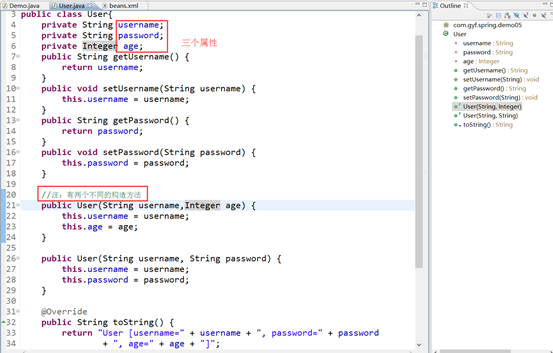 Demo.java
User.java
beans.xml
3 public class User{
4 private String username;
5 private String password;
6 private Integer age;
三个属性
7 public String getUsername() {
8 return username;
9 }
10 public void setUsername(String username) {
11 this.username = username;
12 }
13 public String getPassword() {
14 return password;
15 }
16 public void setPassword(String password) {
17 this.password = password;
18 }
19
20 //注：有两个不同的构造方法
21 public User(String username,Integer age) {
22 this.username = username;
23 this.age = age;
24 }
25
26 public User(String username, String password) {
28 this.username = username;
28 this.password = password;
29 }
30
31 @Override
32 public String toString() {
33 return "User [username=" + username + ", password=" + password
34 + ", age=" + age + "]";
Outline
com.gyf.spring.demo05
User
username : String
password : String
age : Integer
getUsername() : String
setUsername(String) : void
getPassword() : String
setPassword(String) : void
User(String, Integer)
User(String, String)
toString() : String